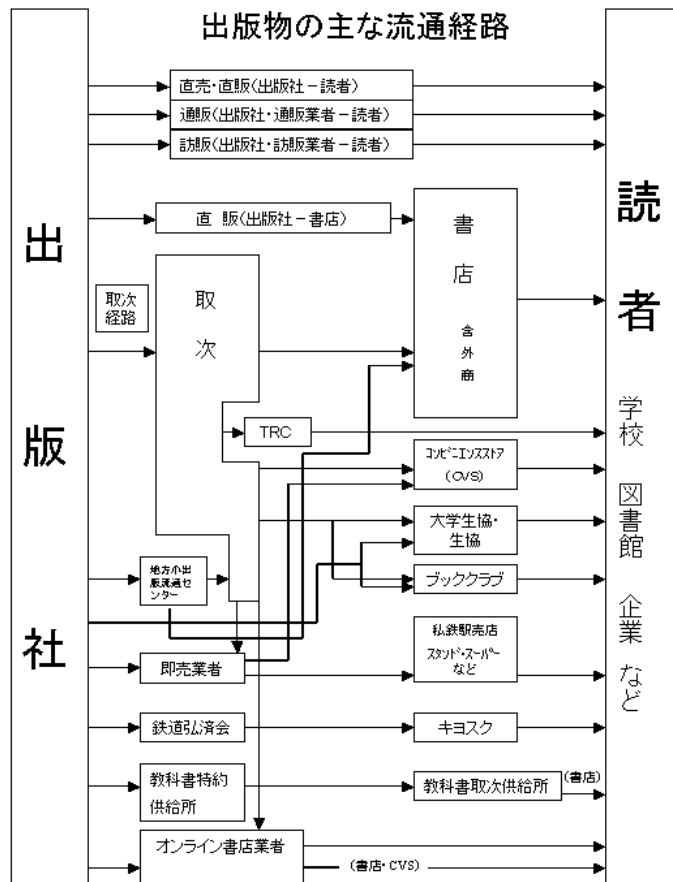 出版物の主な流通経路
出版社
直売・直販(出版社－読者)
通販(出版社・通販業者－読者)
訪販(出版社・訪販業者－読者)
直 販(出版社－書店)
書店
含外商
取次
経路
取次
TRC
コンビニエンスストア
(CVS)
大学生協・
生協
地方小出
版流通セ
ンター
ブッククラブ
即売業者
私鉄駅売店
スタンド・スーパー
など
鉄道弘済会
キヨスク
教科書特約
供給所
教科書取次供給所
(書店)
オンライン書店業者
(書店・CVS)
読者
学校 図書館 企業 など